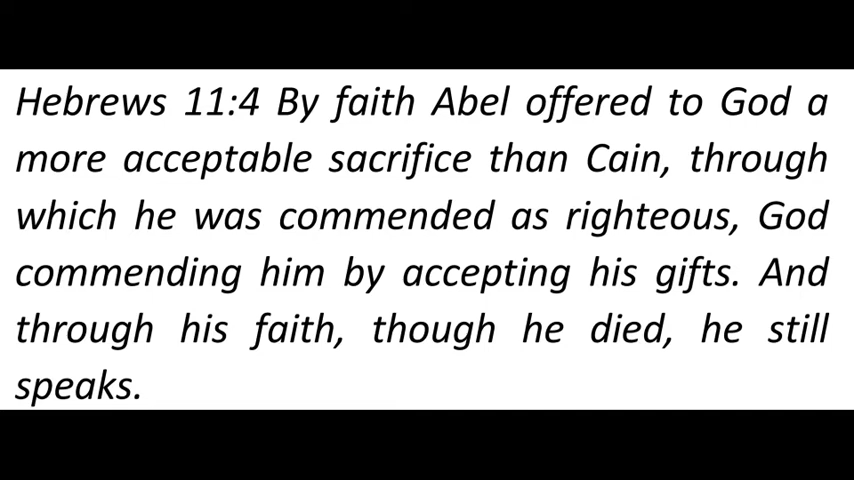 Hebrews 11:4 By faith Abel offered to God a
more acceptable sacrifice than Cain, through
which he was commended as righteous, God
commending him by accepting his gifts. And
through his faith, though he died, he still
speaks.